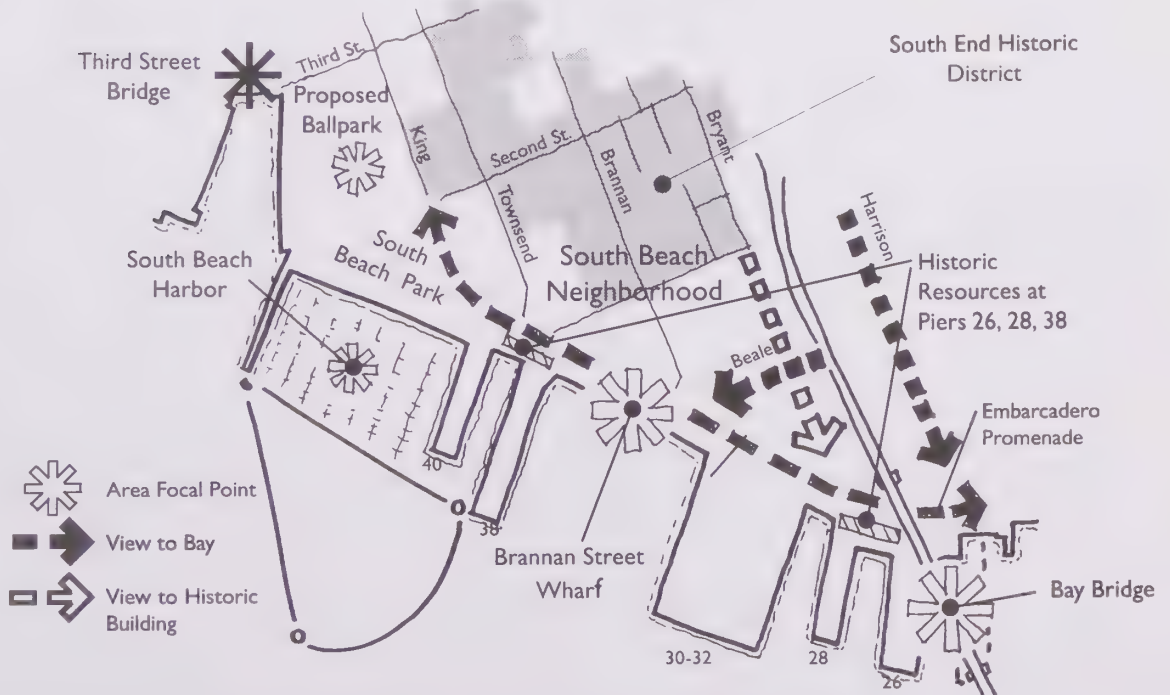 Third Street
Bridge
Third St.
Proposed
Ballpark
South End Historic
District
King
Second St.
Townsend
Brannan
Bryant
Harrison
South Beach
Harbor
South
Beach Park
South Beach
Neighborhood
Historic
Resources at
Piers 26, 28, 38
Beale
Embarcadero
Promenade
40
38
Area Focal Point
View to Bay
View to Historic
Building
Brannan Street
Wharf
Bay Bridge
30-32
28
26